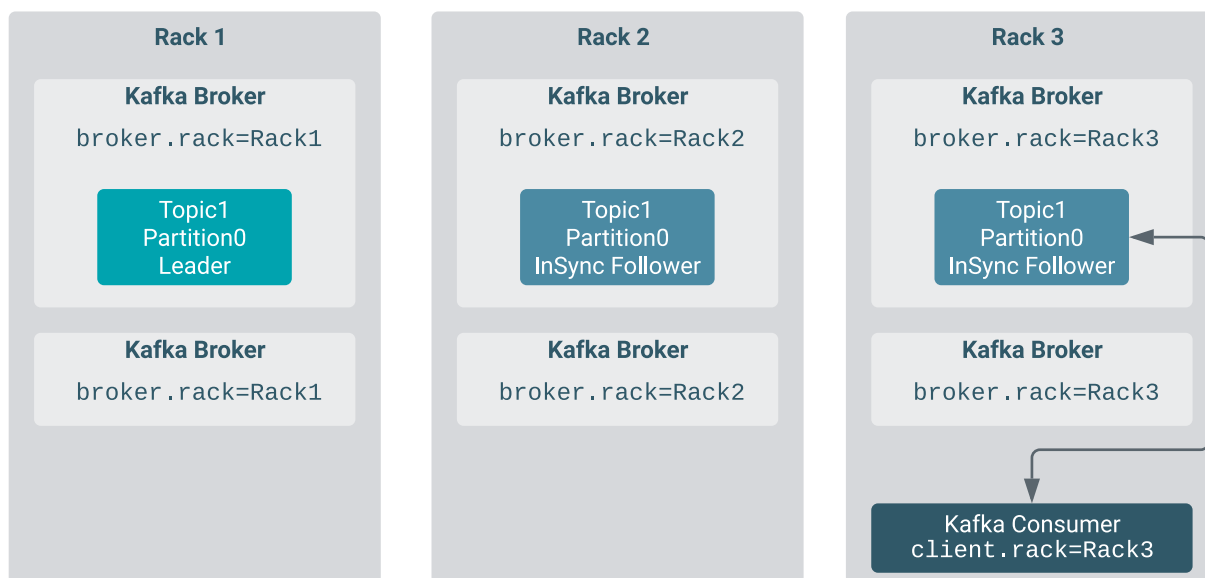 Rack 1
Kafka Broker
broker.rack=Rack1
Topic1
Partition0
Leader
Kafka Broker
broker.rack=Rack1
Rack 2
Kafka Broker
broker.rack=Rack2
Topic1
Partition0
InSync Follower
Kafka Broker
broker.rack=Rack2
Rack 3
Kafka Broker
broker.rack=Rack3
Topic1
Partition0
InSync Follower
Kafka Broker
broker.rack=Rack3
Kafka Consumer
client.rack=Rack3